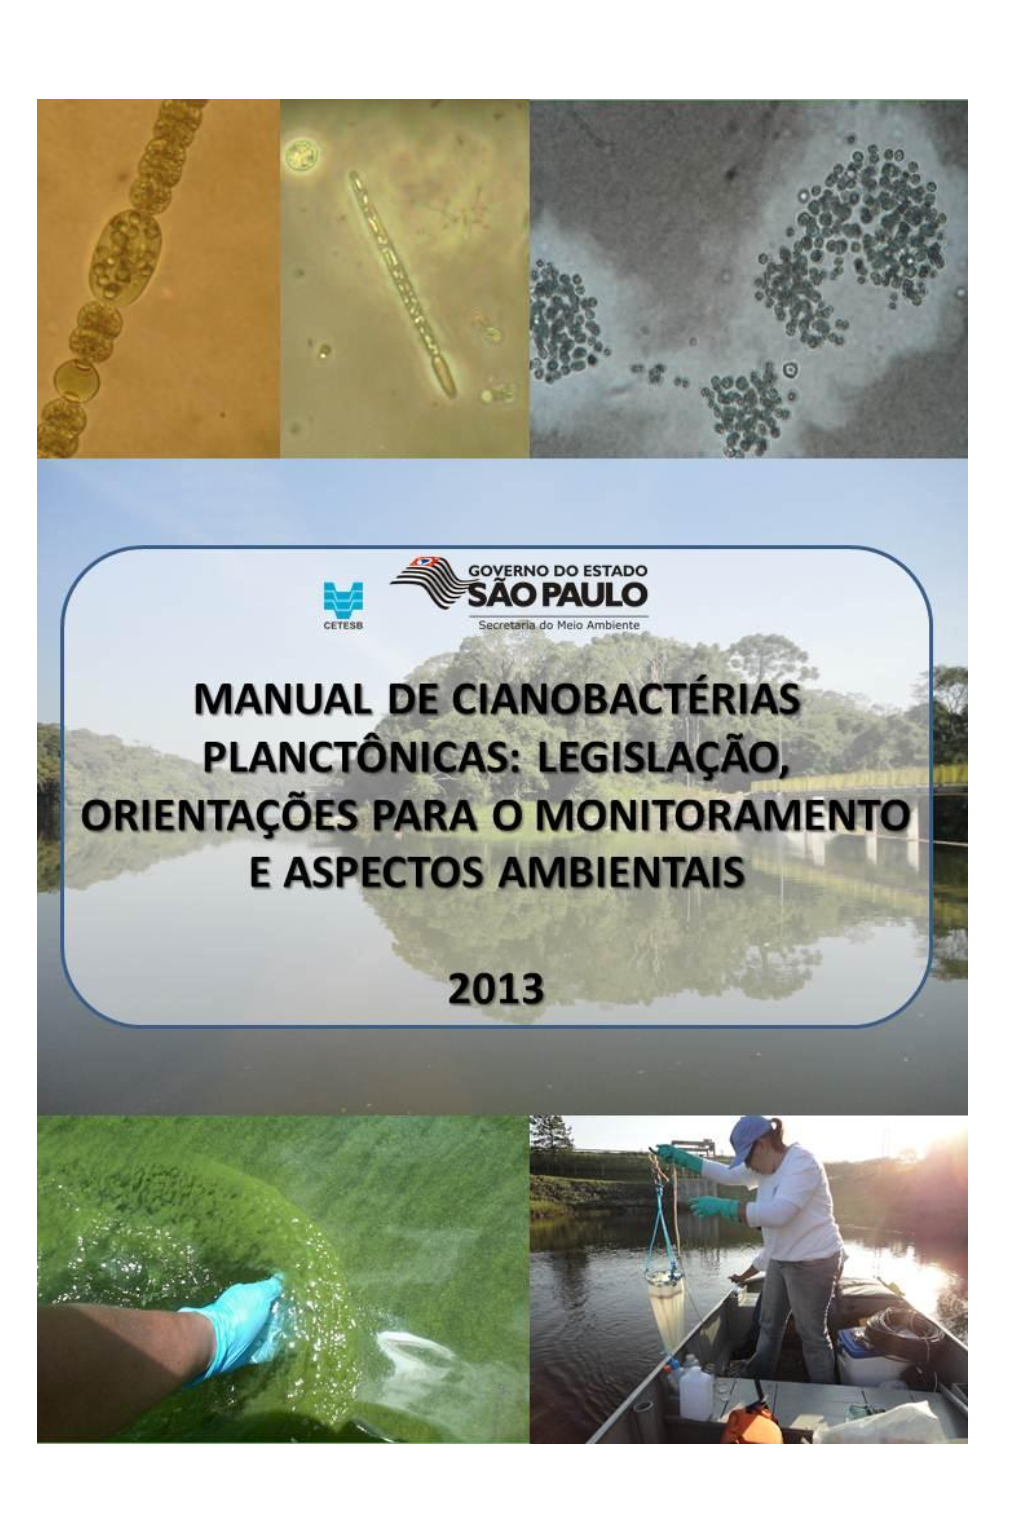 CETESB
GOVERNO DO ESTADO
SÃO PAULO
Secretaria do Meio Ambiente
MANUAL DE CIANOBACTÉRIAS
PLANCTÔNICAS: LEGISLAÇÃO,
ORIENTAÇÕES PARA O MONITORAMENTO
E ASPECTOS AMBIENTAIS
2013